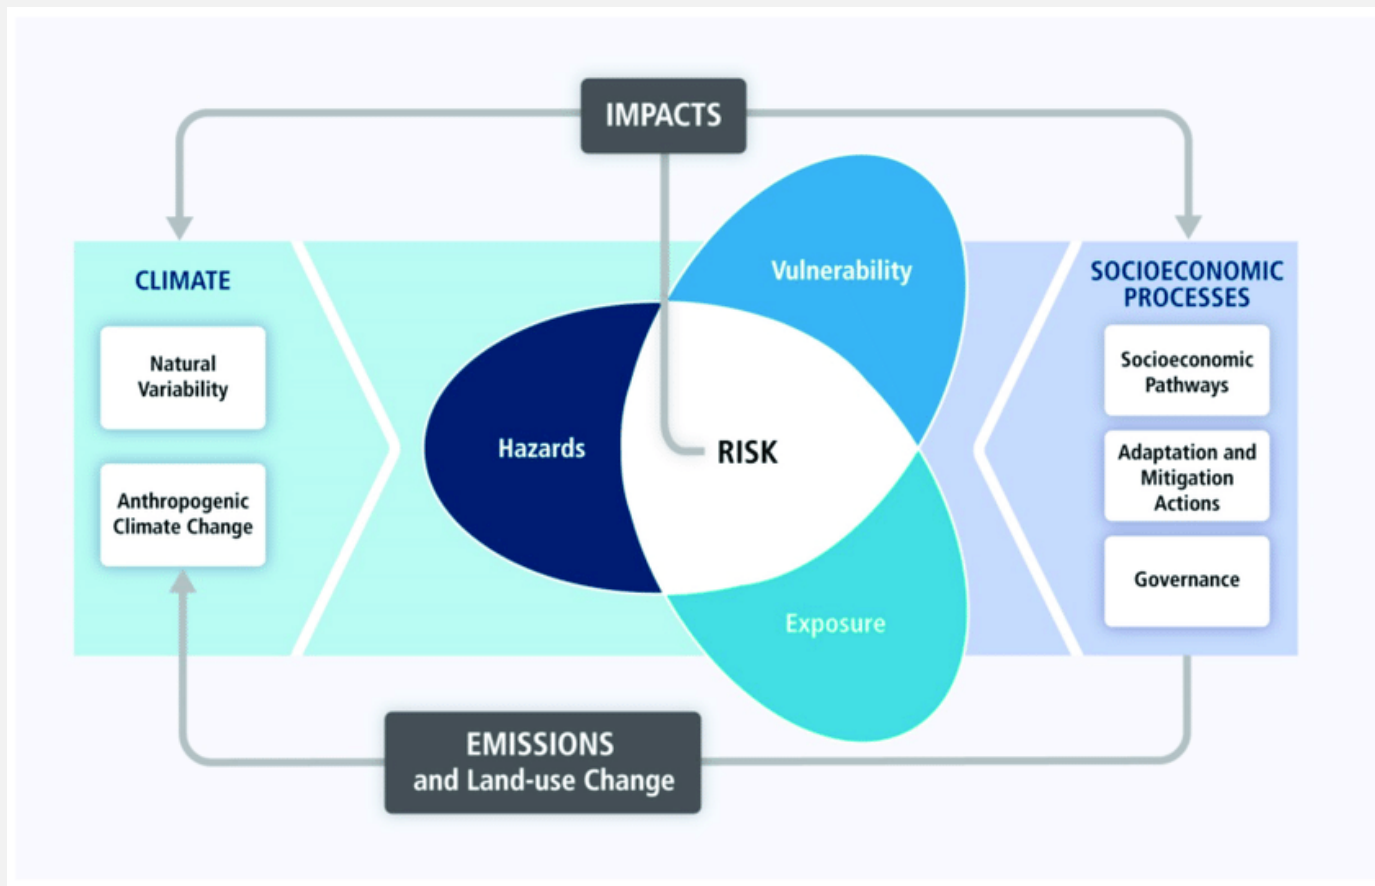 IMPACTS
CLIMATE
Natural
Variability
Anthropogenic
Climate Change
Vulnerability
Hazards
RISK
Exposure
SOCIOECONOMIC
PROCESSES
Socioeconomic
Pathways
Adaptation and
Mitigation
Actions
Governance
EMISSIONS
and Land-use Change